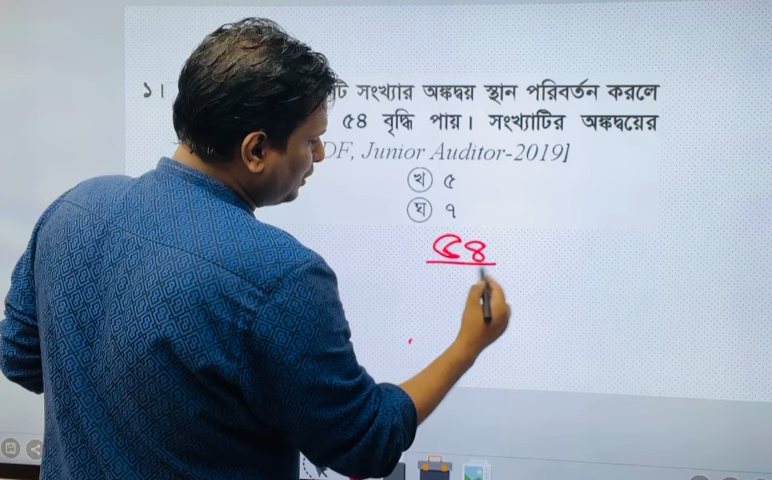 ১। টি সংখ্যার অঙ্কদ্বয় স্থান পরিবর্তন করলে
৫৪ বৃদ্ধি পায়। সংখ্যাটির অঙ্কদ্বয়ের
DF, Junior Auditor-2019]
খ ৫
ঘ ৭
৫৪